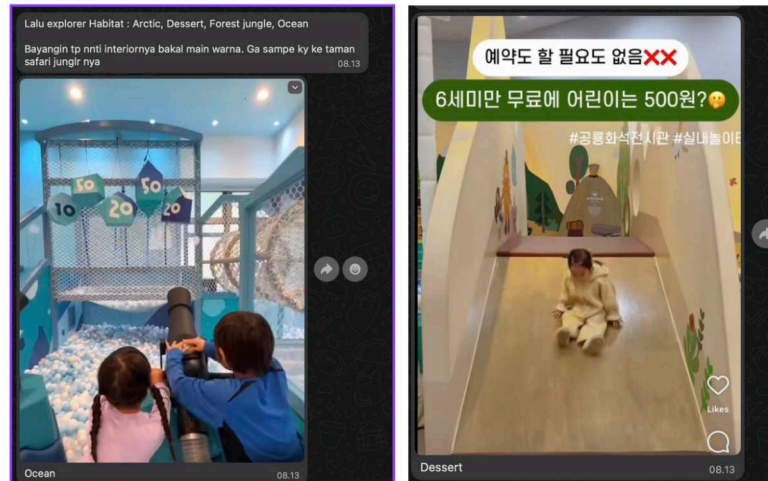 Lalu explorer Habitat : Arctic, Dessert, Forest jungle, Ocean
Bayangin tp nnti interiornya bakal main warna. Ga sampe ky ke taman
safari junglr nya
08.13
10
50
20
50
20
Ocean
08.13
예약도 할 필요도 없음❌❌
6세미만 무료에 어린이는 500원?🤫
#공룡화석전시관 #실내놀이터
Likes
Dessert
08.13